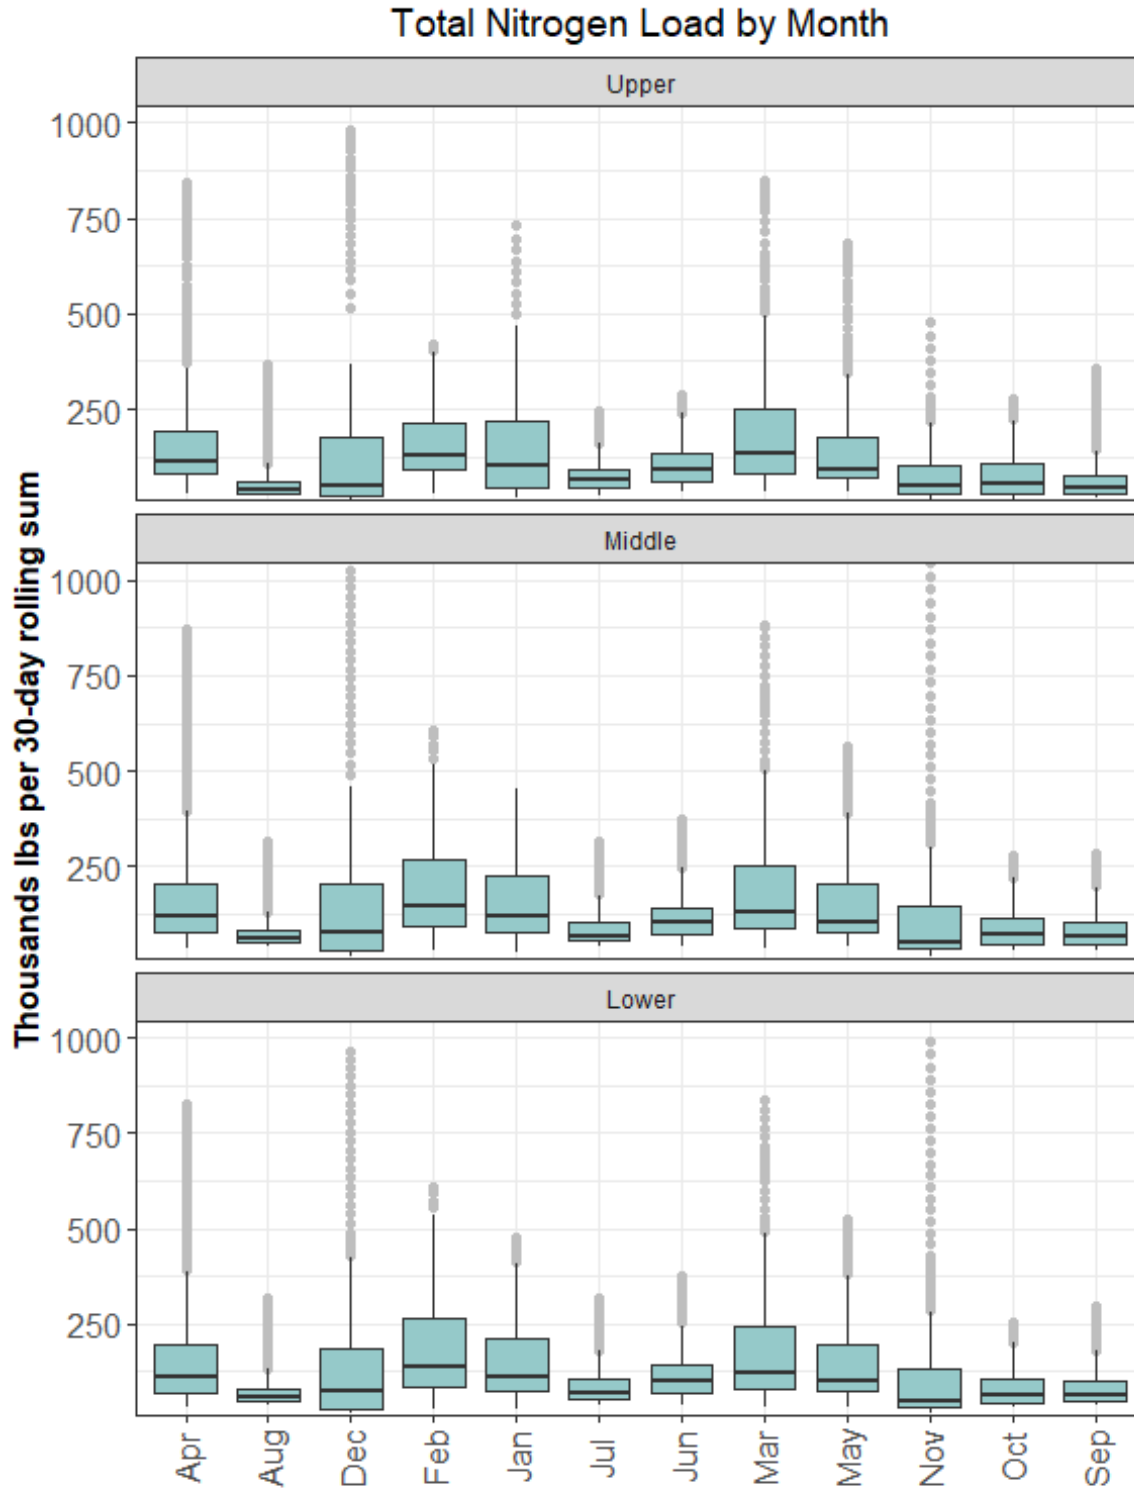 Total Nitrogen Load by Month
Thousands lbs per 30-day rolling sum
Upper
1000
750
500
250
Middle
1000
750
500
250
Lower
1000
750
500
250
Apr Aug Dec Feb Jan Jul Jun Mar May Nov Oct Sep